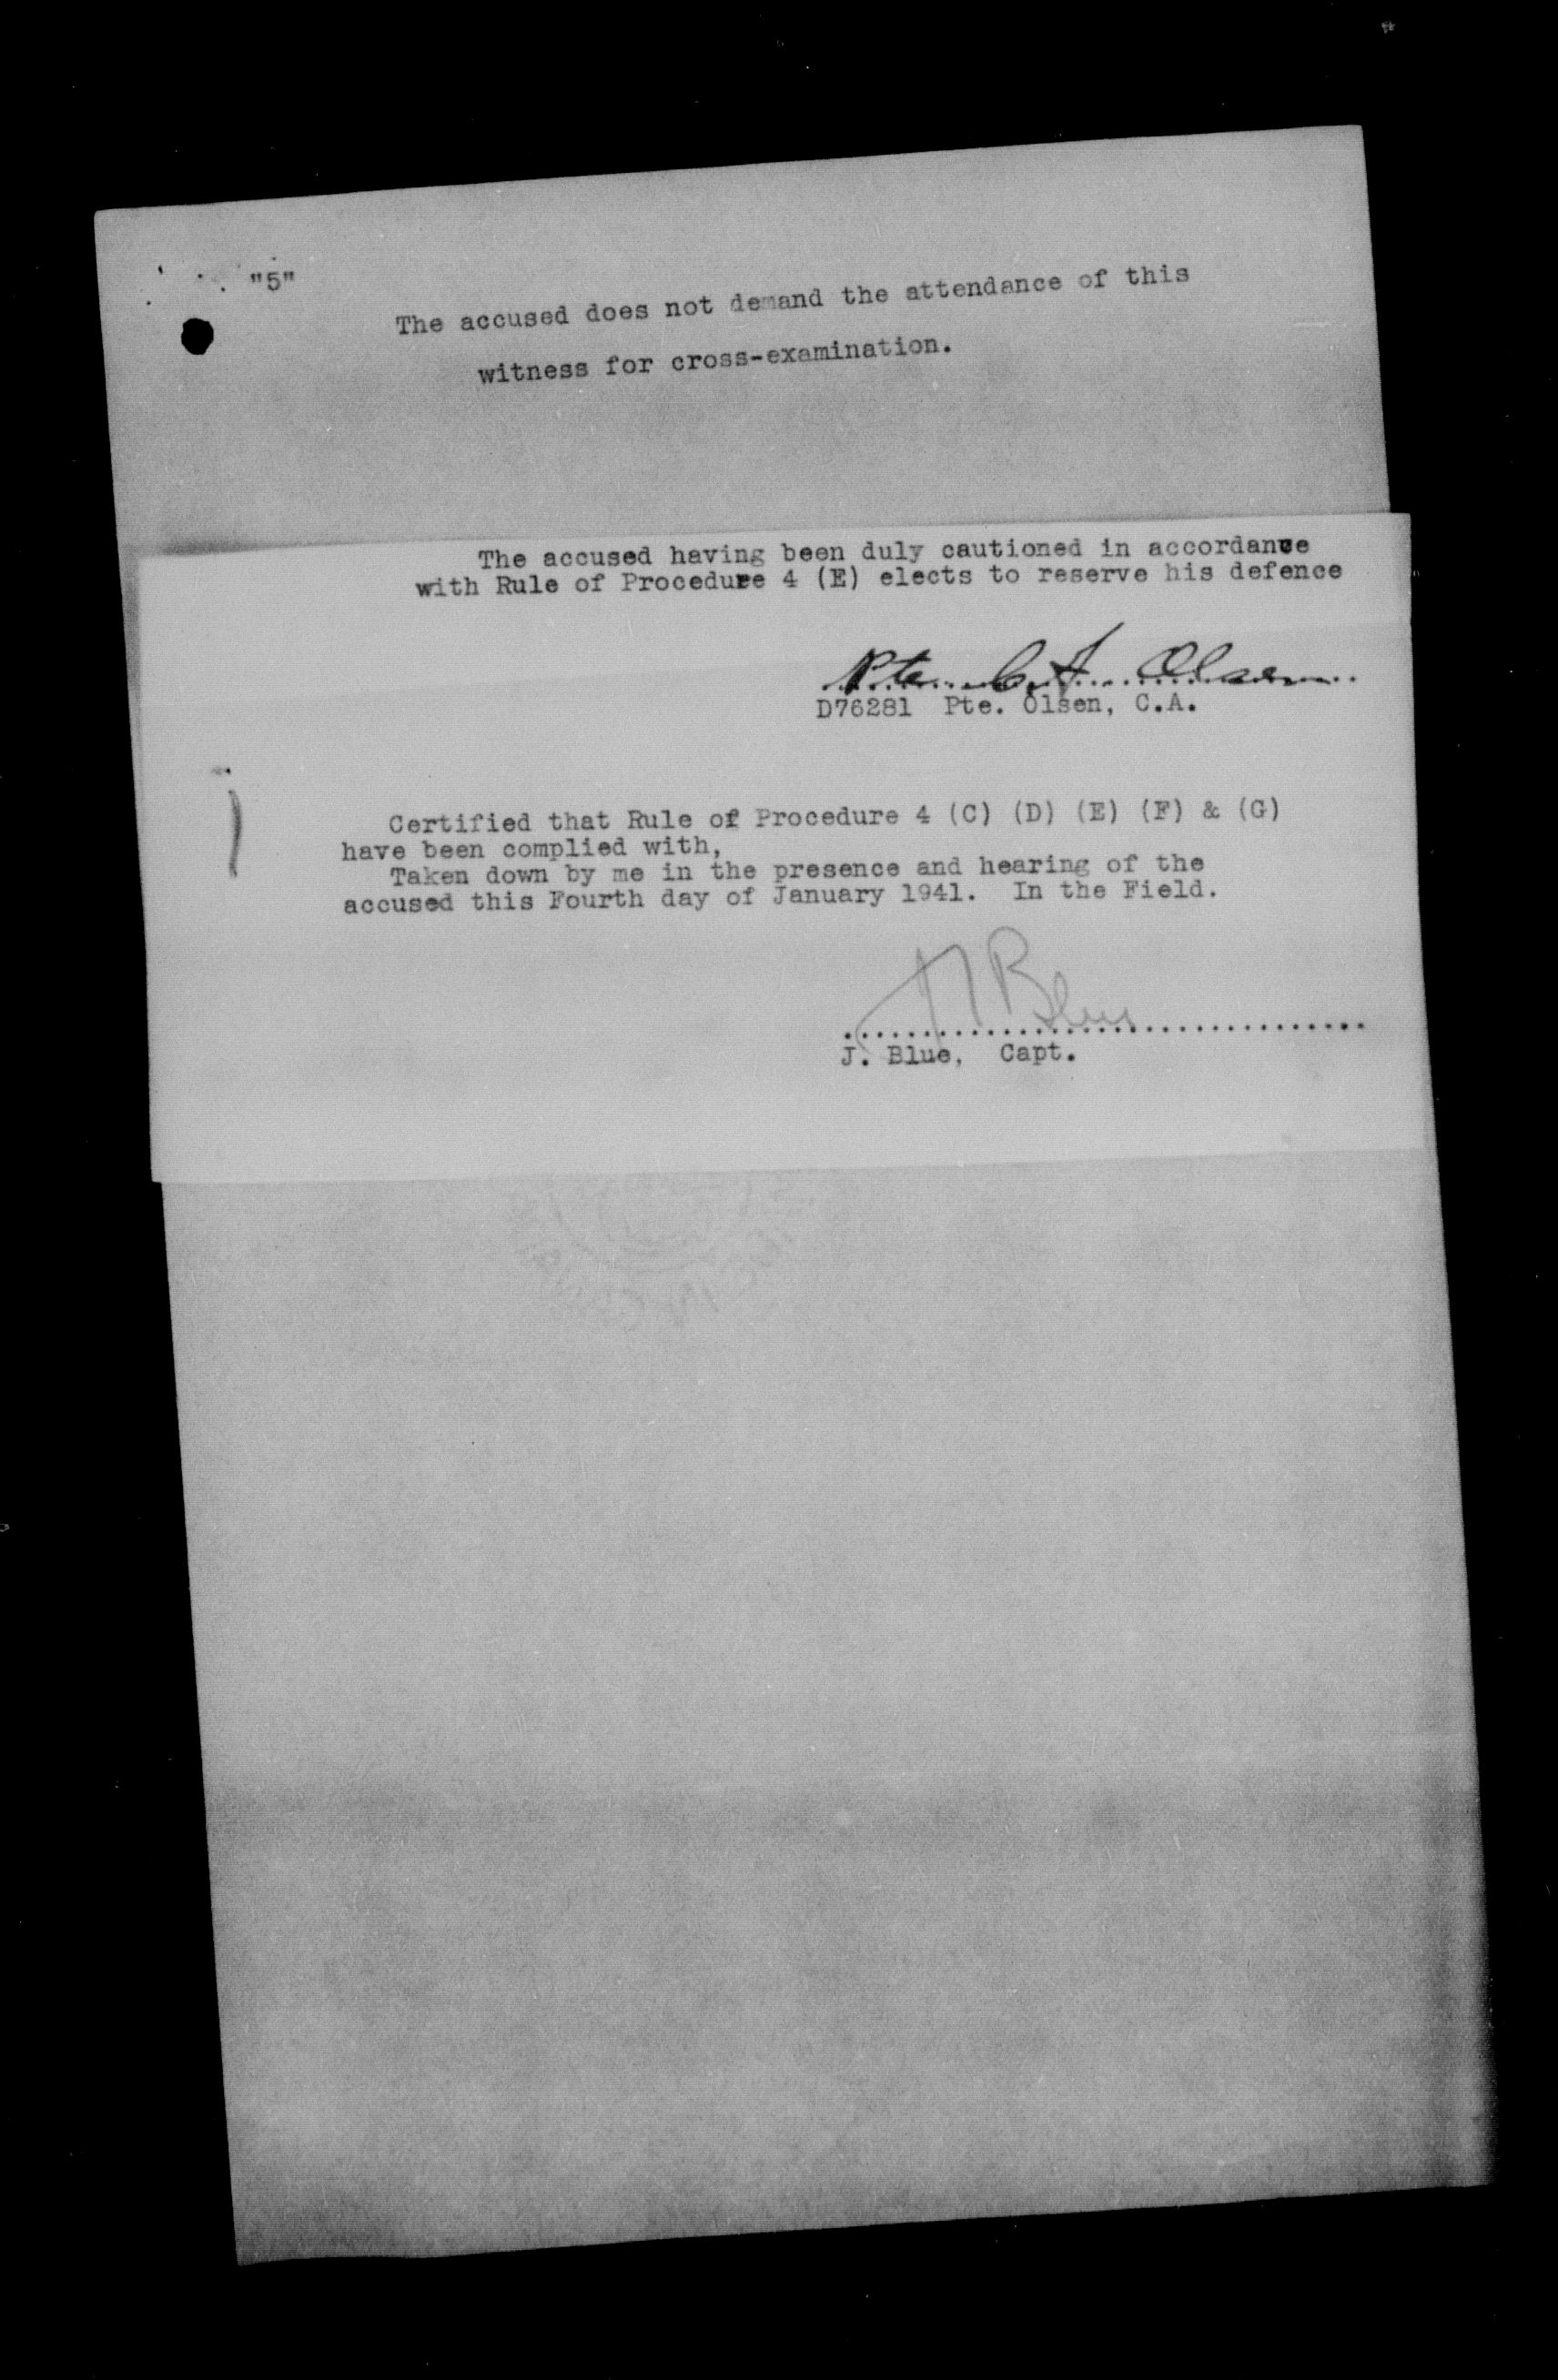 "5"
The accused does not demand the attendance of this
witness for cross-examination.
The accused having been duly cautioned in accordance
with Rule of Procedure 4 (E) elects to reserve his defence
Pte. C.A. Olsen
D76281 Pte. Olsen, C.A.
Certified that Rule of Procedure 4 (C) (D) (E) (F) & (G)
have been complied with,
Taken down by me in the presence and hearing of the
accused this Fourth day of January 1941. In the Field.
J Blue
J. Blue, Capt.